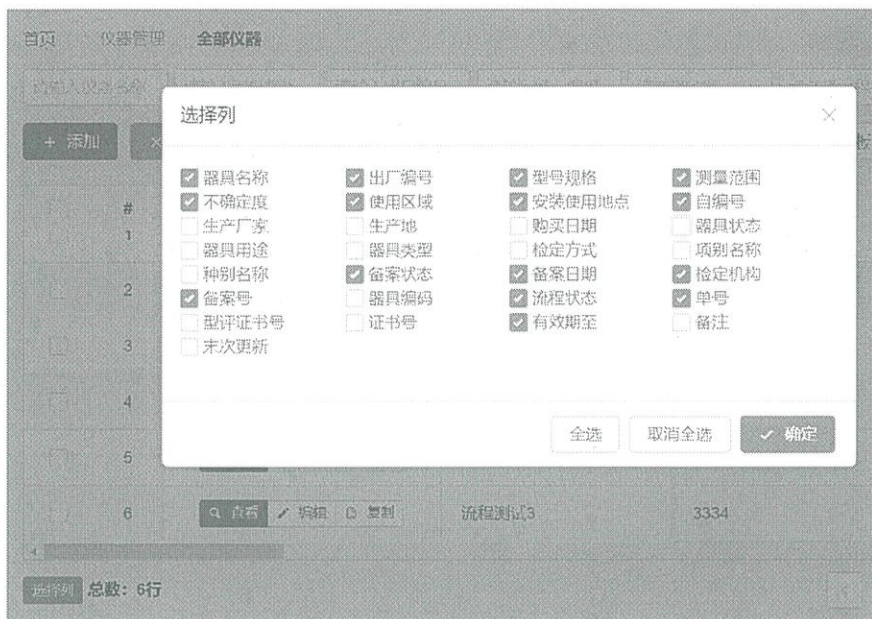 首页 仪器管理 全部仪器
选择列
+ 添加
器具名称 出厂编号 型号规格 测量范围
# 不确定度 使用区域 安装使用地点 自编号
1 生产厂家 生产地 购买日期 器具状态
器具用途 器具类型 检定方式 项别名称
2 种别名称 备案状态 备案日期 检定机构
备案号 器具编码 流程状态 单号
型评证书号 证书号 有效期至 备注
3 末次更新
4
全选 取消全选 确定
5
6 查看 编辑 复制 流程测试3 3334
选择列 总数：6行